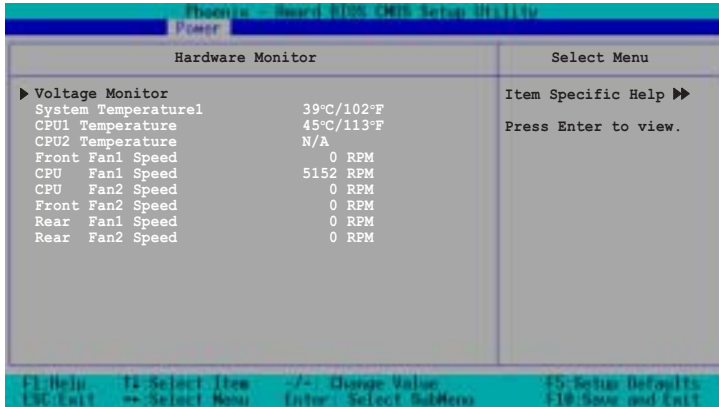 Phoenix - Award BIOS CMOS Setup Utility
Power
Hardware Monitor
Select Menu
Voltage Monitor
System Temperature1 39°C/102°F
CPU1 Temperature 45°C/113°F
CPU2 Temperature N/A
Front Fan1 Speed 0 RPM
CPU Fan1 Speed 5152 RPM
CPU Fan2 Speed 0 RPM
Front Fan2 Speed 0 RPM
Rear Fan1 Speed 0 RPM
Rear Fan2 Speed 0 RPM
Item Specific Help ▶▶
Press Enter to view.
F1:Help ↑↓ Select Item -/+ Change Value F5:Setup Defaults
ESC:Exit ↔ Select Menu Enter: Select SubMenu F10:Save and Exit